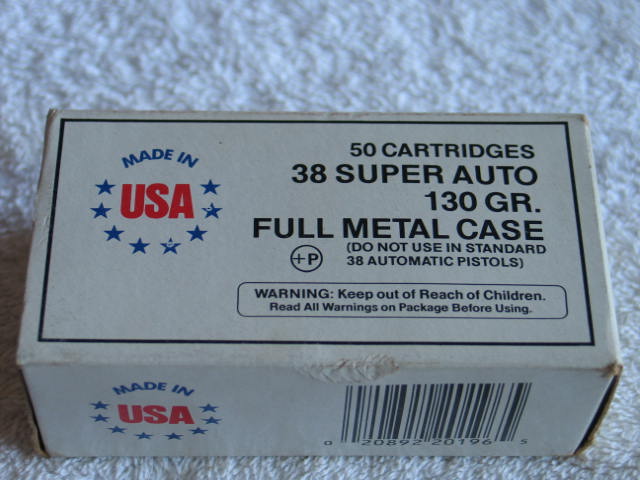 MADE IN
USA
50 CARTRIDGES
38 SUPER AUTO
130 GR.
FULL METAL CASE
+P
(DO NOT USE IN STANDARD
38 AUTOMATIC PISTOLS)
WARNING: Keep out of Reach of Children.
Read All Warnings on Package Before Using.
MADE IN
USA
0 20892 20196 5